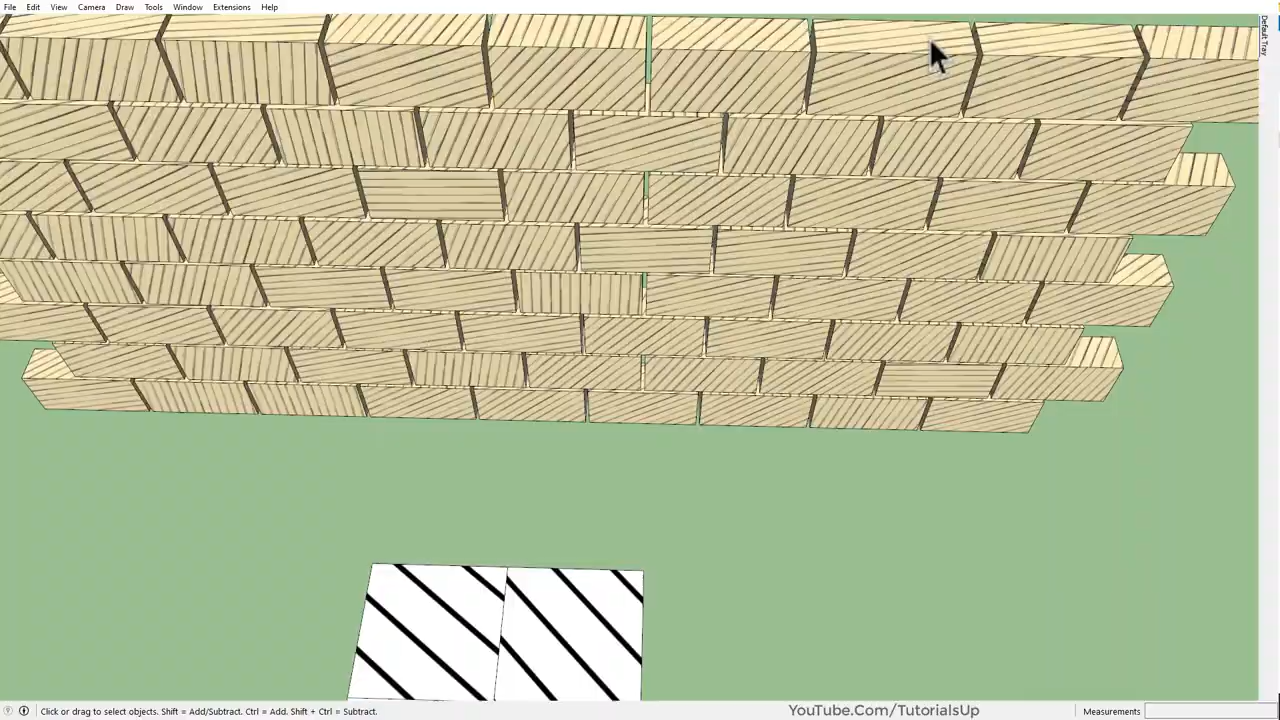 File Edit View Camera Draw Tools Window Extensions Help
Default Tray
Click or drag to select objects. Shift = Add/Subtract. Ctrl = Add. Shift + Ctrl = Subtract.
YouTube.Com/TutorialsUp
Measurements